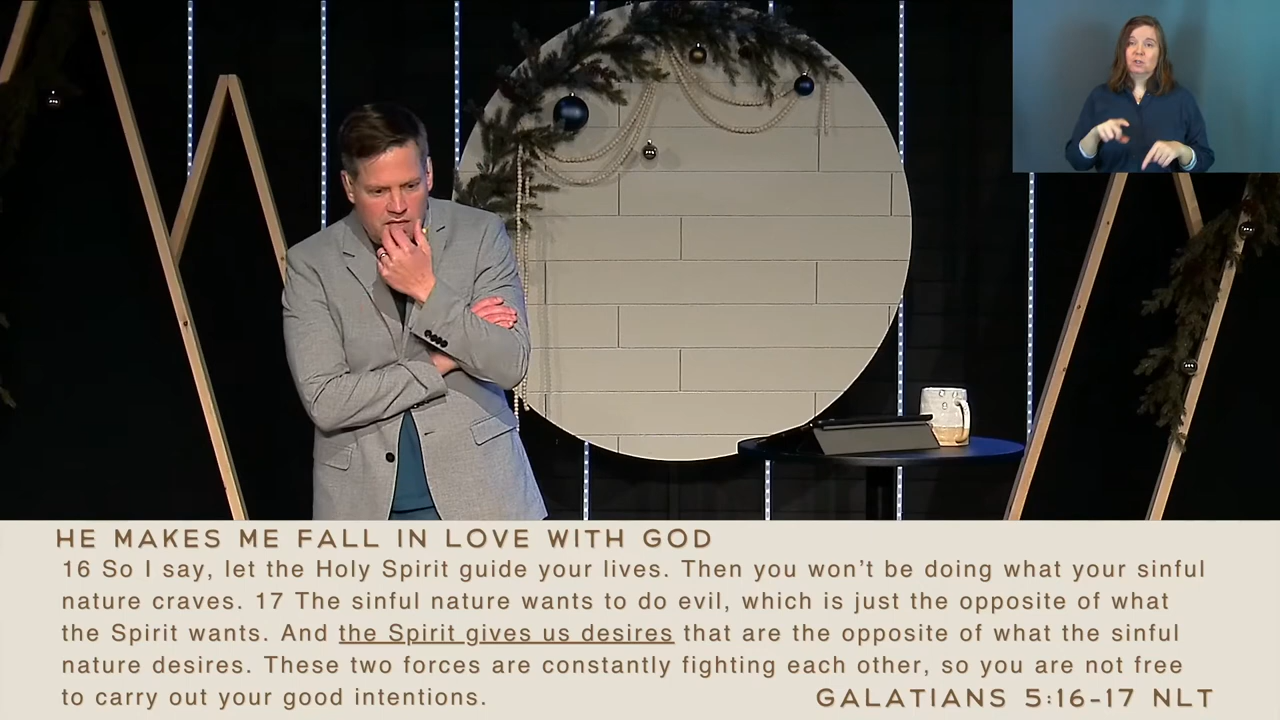 HE MAKES ME FALL IN LOVE WITH GOD
16 So I say, let the Holy Spirit guide your lives. Then you won’t be doing what your sinful
nature craves. 17 The sinful nature wants to do evil, which is just the opposite of what
the Spirit wants. And the Spirit gives us desires that are the opposite of what the sinful
nature desires. These two forces are constantly fighting each other, so you are not free
to carry out your good intentions.
GALATIANS 5:16-17 NLT